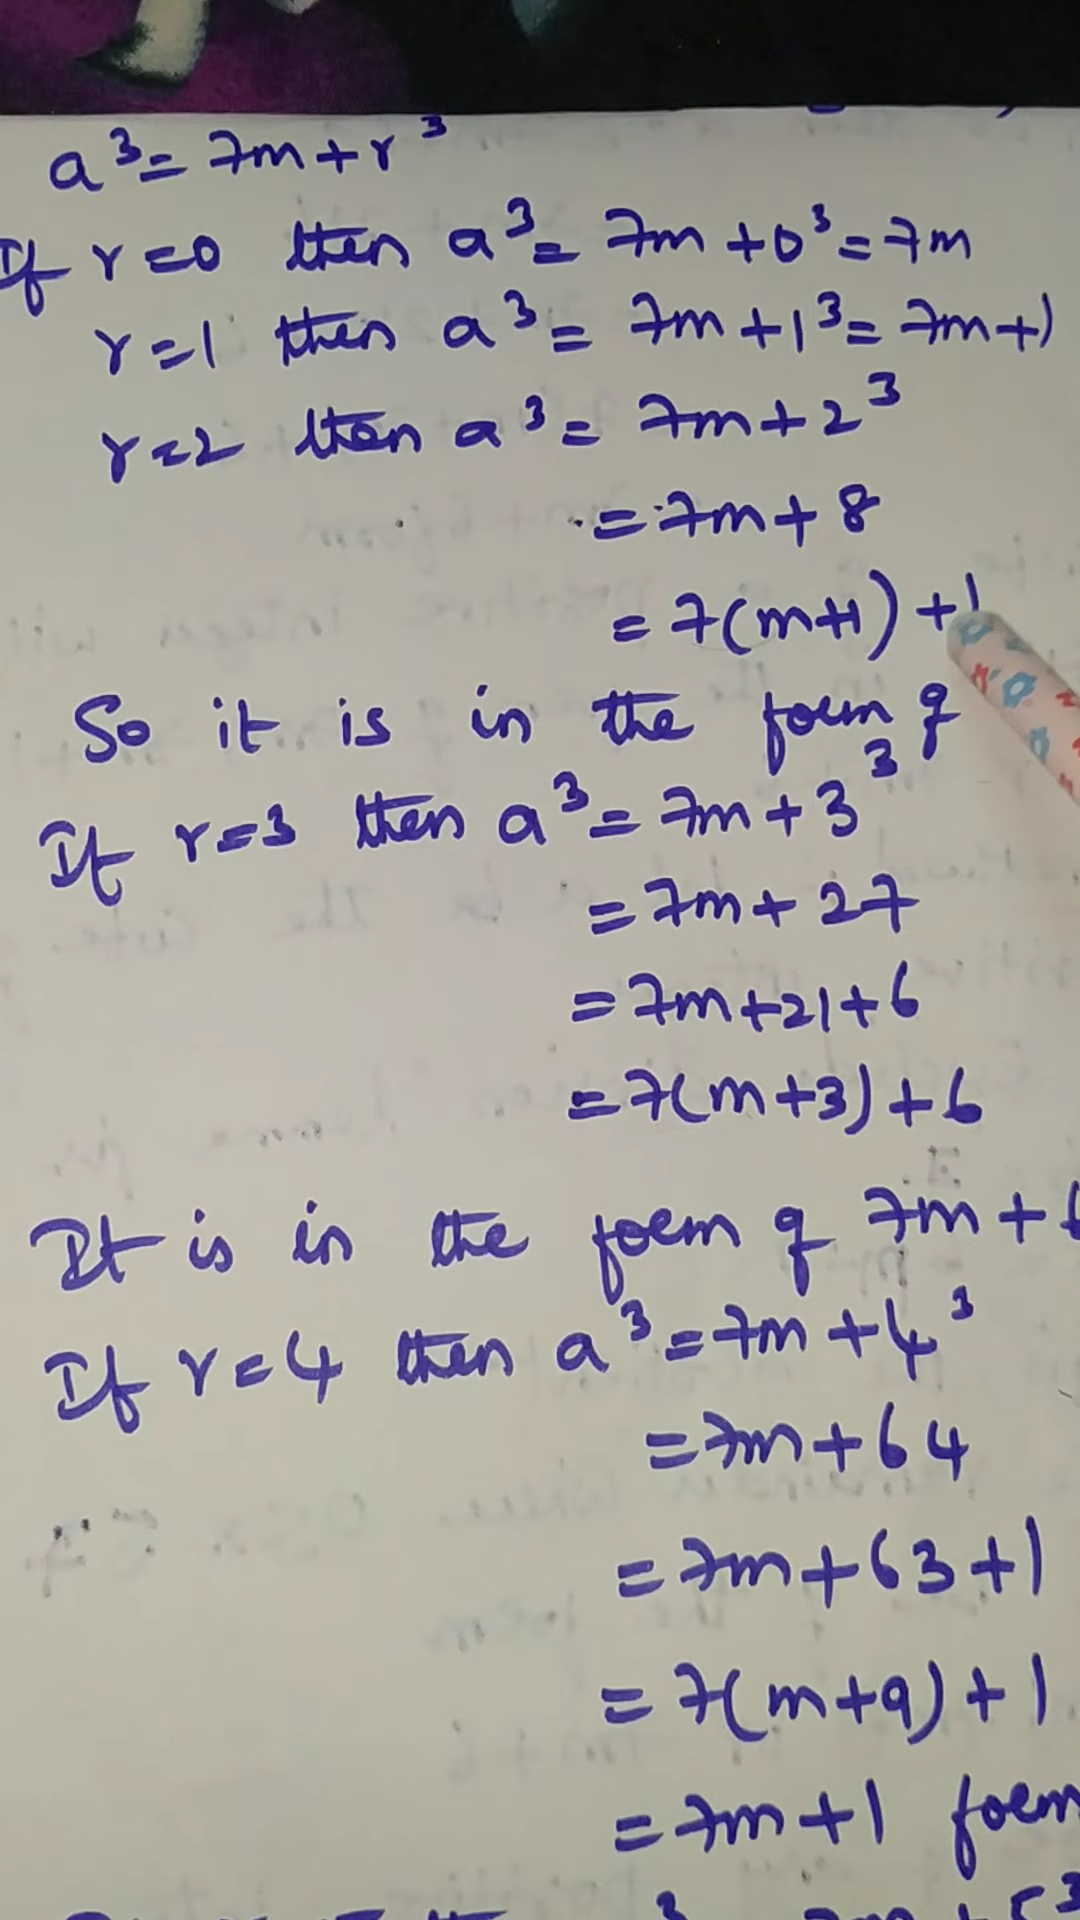 a³ = 7m + r³
If r=0 then a³ = 7m + 0³ = 7m
r=1 then a³ = 7m + 1³ = 7m+1
r=2 then a³ = 7m + 2³
= 7m + 8
= 7(m+1) + 1
So it is in the form of
If r=3 then a³ = 7m + 3³
= 7m + 27
= 7m + 21 + 6
= 7(m+3) + 6
It is in the form of 7m + 6
If r=4 then a³ = 7m + 4³
= 7m + 64
= 7m + 63 + 1
= 7(m+9) + 1
= 7m + 1 form